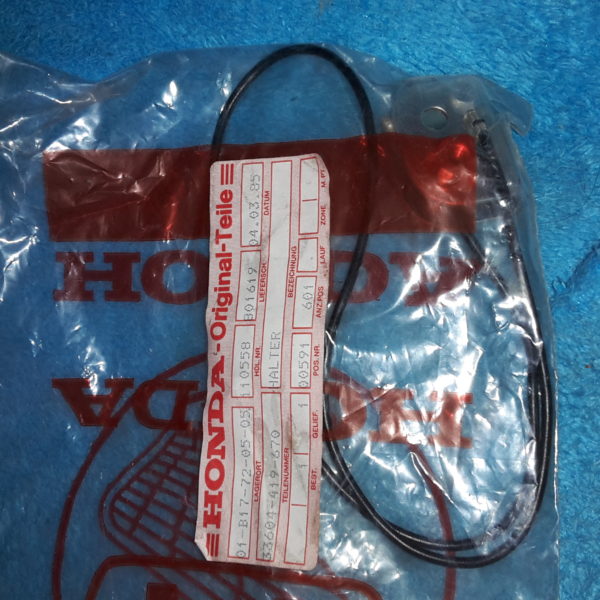 HONDA-Original-Teile
01-B17-72-05-05 110558 801619 04.03.85
LAGERORT HDL.NR. LIEFERSCH. DATUM
33604-419-670 HALTER
TEILENUMMER BEZEICHNUNG
1 1 00591 601 1
BEST. GELIEF. POS.NR. ANZ.POS LAUF ZONE M.PL
HONDA
HONDA